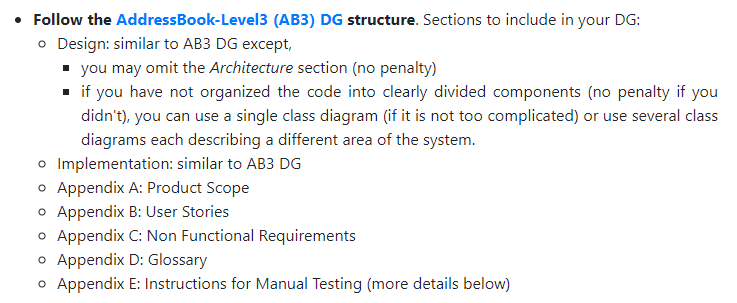 • Follow the AddressBook-Level3 (AB3) DG structure. Sections to include in your DG:
○ Design: similar to AB3 DG except,
▪ you may omit the Architecture section (no penalty)
▪ if you have not organized the code into clearly divided components (no penalty if you
didn't), you can use a single class diagram (if it is not too complicated) or use several class
diagrams each describing a different area of the system.
○ Implementation: similar to AB3 DG
○ Appendix A: Product Scope
○ Appendix B: User Stories
○ Appendix C: Non Functional Requirements
○ Appendix D: Glossary
○ Appendix E: Instructions for Manual Testing (more details below)